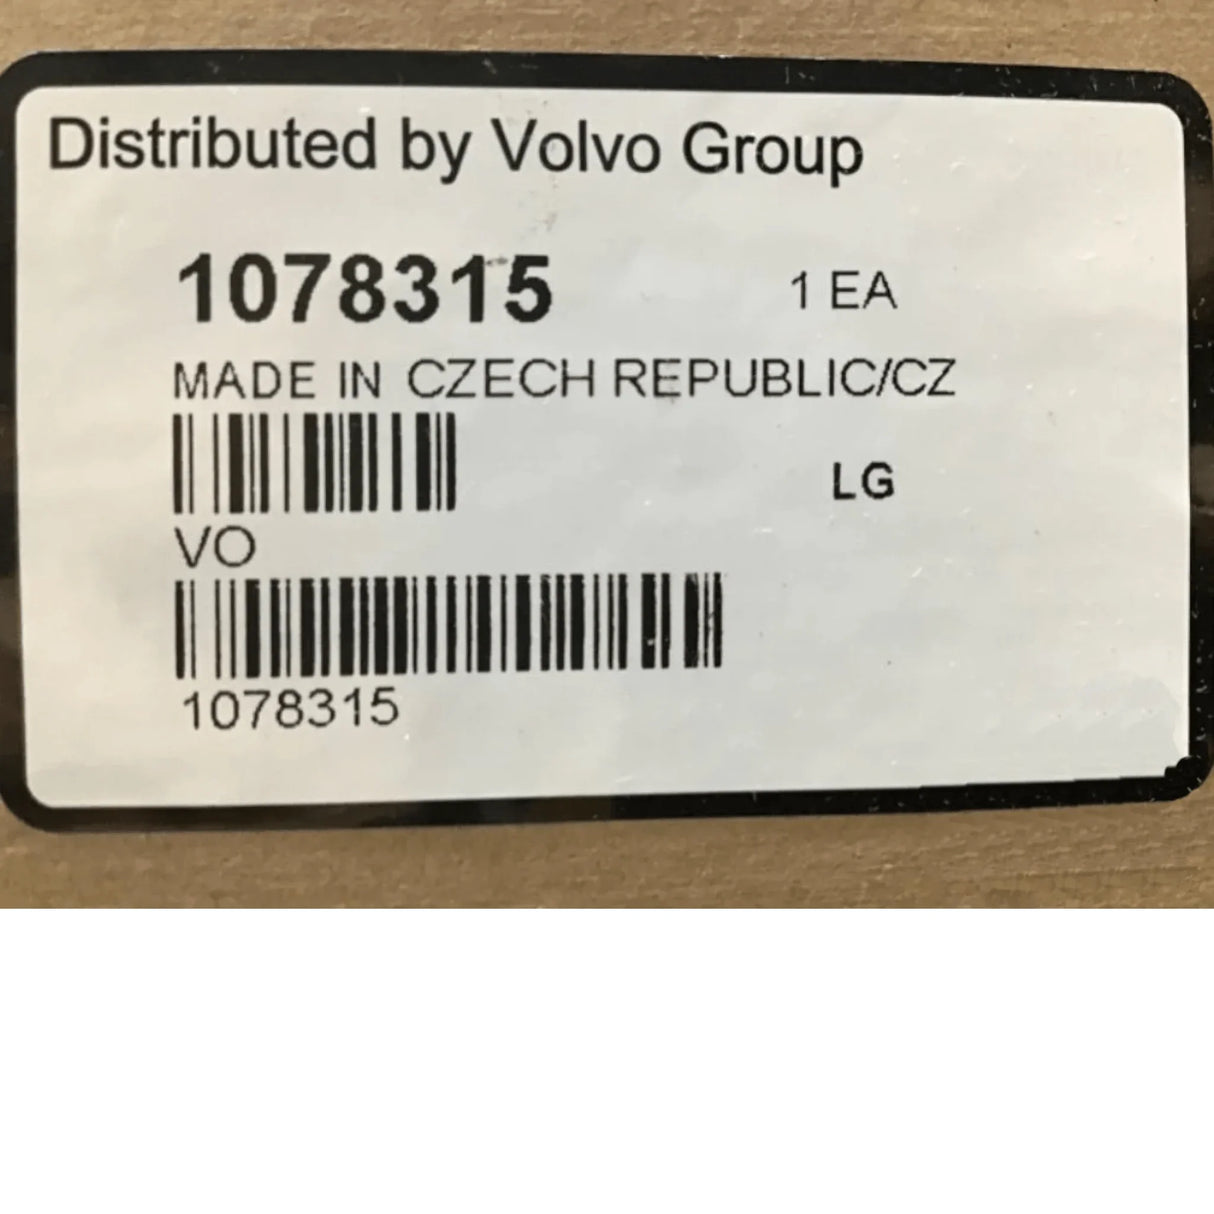 Distributed by Volvo Group
1078315 1 EA
MADE IN CZECH REPUBLIC/CZ
LG
VO
1078315